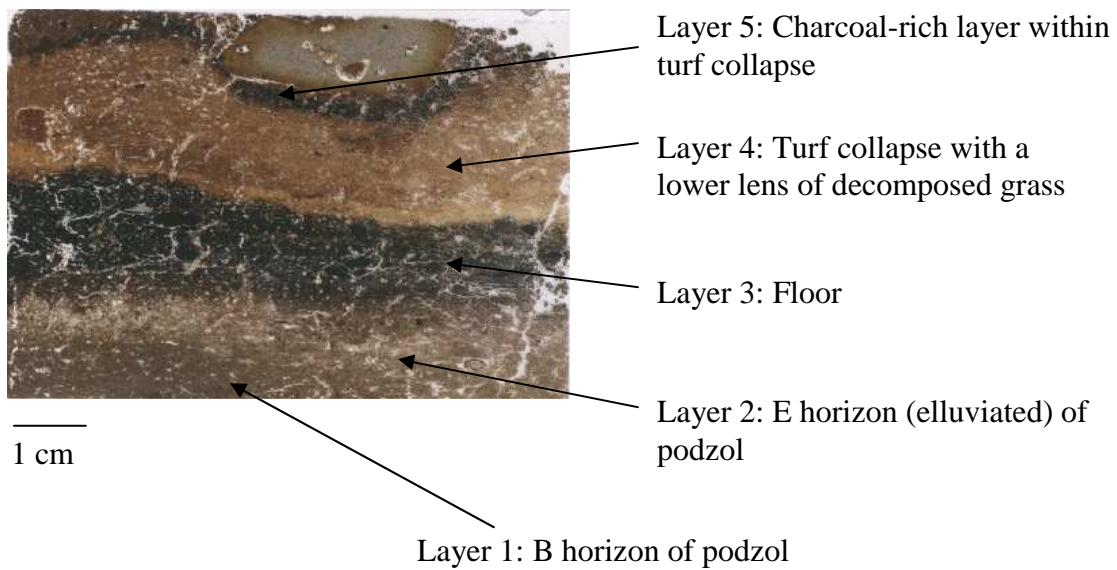 Layer 5: Charcoal-rich layer within
turf collapse
Layer 4: Turf collapse with a
lower lens of decomposed grass
Layer 3: Floor
Layer 2: E horizon (elluviated) of
podzol
1 cm
Layer 1: B horizon of podzol